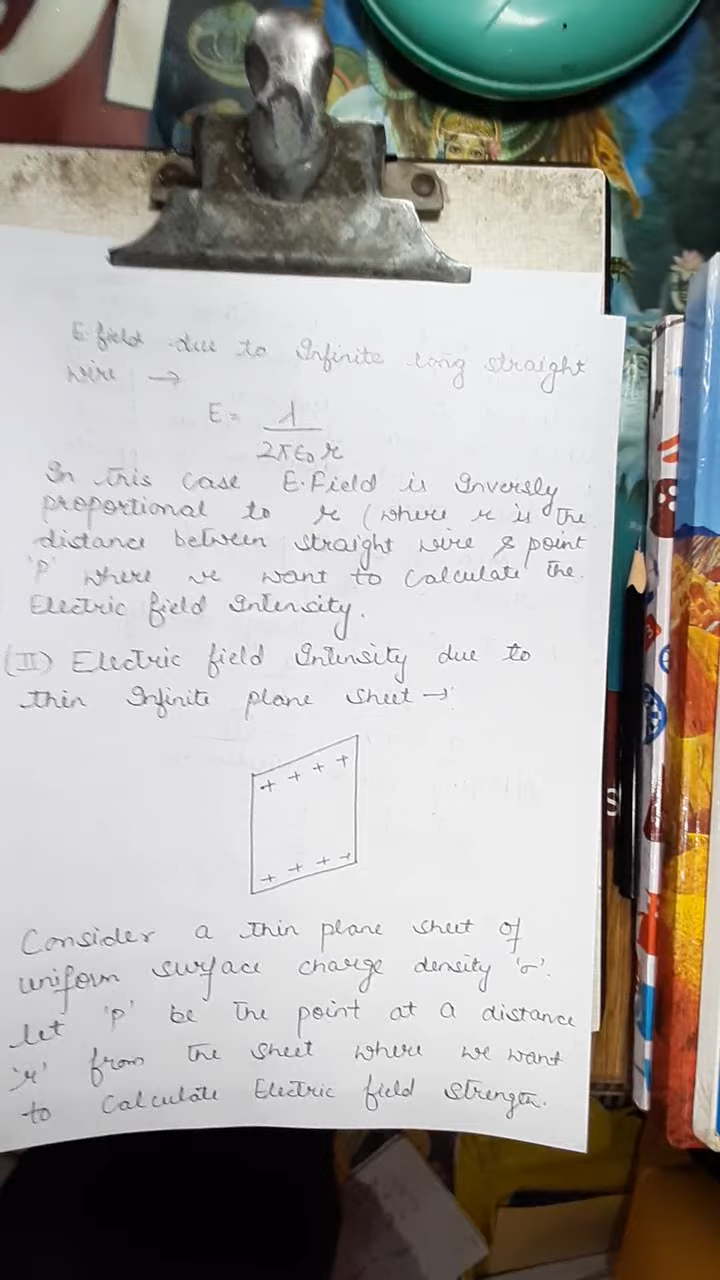 E. field due to Infinite long straight
wire →
E = λ / 2πε₀ r
In this case E. Field is Inversly
proportional to r (where r is the
distance between straight wire & point
'P' where we want to calculate the
Electric field Intensity.
(II) Electric field Intensity due to
thin Infinite plane sheet →
+ + + +
+ + + +
Consider a thin plane sheet of
uniform surface charge density 'σ'.
let 'p' be the point at a distance
'r' from the sheet where we want
to calculate Electric field strength.
S